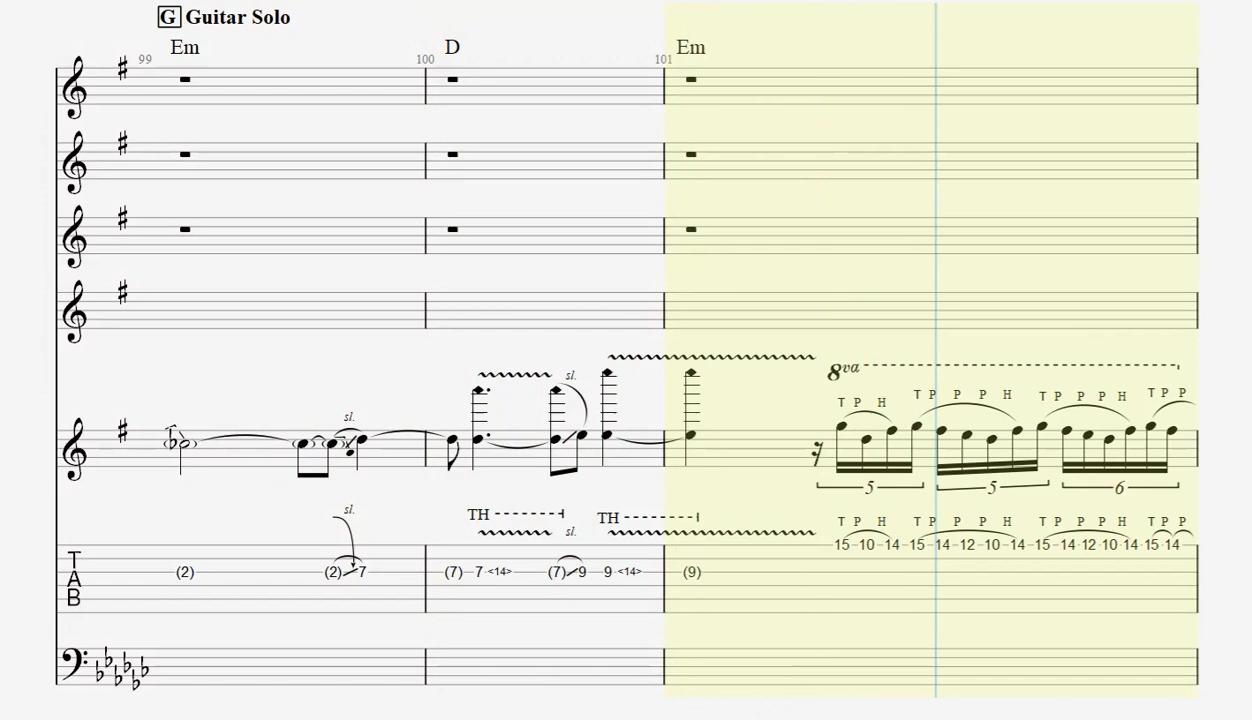 G Guitar Solo
Em D Em
99 100 101
sl.
8va
T P H T P P P H T P P P H T P P
sl.
5 5 6
sl.
TH TH
sl.
T P H T P P P H T P P P H T P P
15 10 14 15 14 12 10 14 15 14 12 10 14 15 14
T
A
B
(2) (2) 7 (7) 7 <14> (7) 9 9 <14> (9)